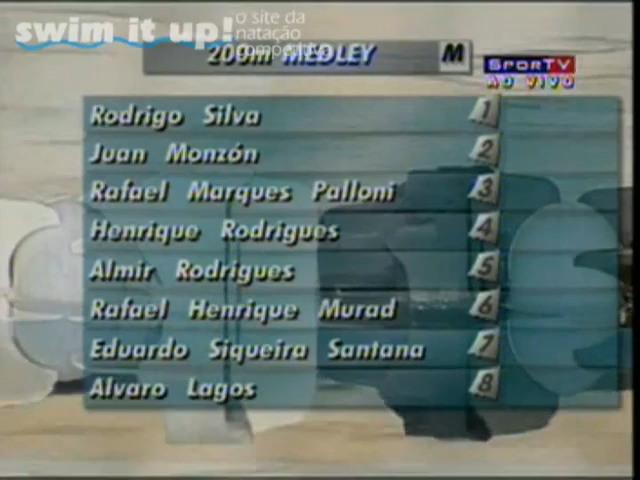 swim it up!
o site da
natação
competitiva
200m MEDLEY M
SPORTV
AO VIVO
Rodrigo Silva 1
Juan Monzón 2
Rafael Marques Palloni 3
Henrique Rodrigues 4
Almir Rodrigues 5
Rafael Henrique Murad 6
Eduardo Siqueira Santana 7
Alvaro Lagos 8